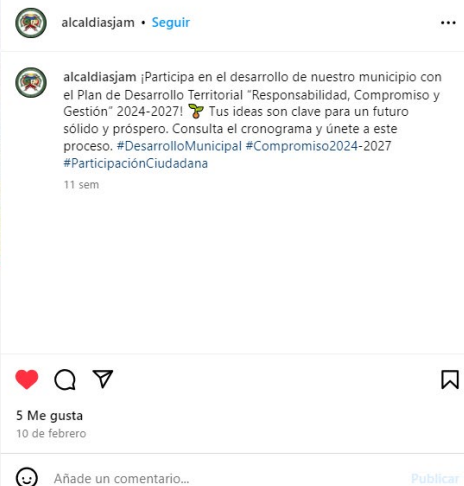 alcaldiasjam • Seguir
alcaldiasjam ¡Participa en el desarrollo de nuestro municipio con
el Plan de Desarrollo Territorial "Responsabilidad, Compromiso y
Gestión" 2024-2027! 🌱 Tus ideas son clave para un futuro
sólido y próspero. Consulta el cronograma y únete a este
proceso. #DesarrolloMunicipal #Compromiso2024-2027
#ParticipaciónCiudadana
11 sem
5 Me gusta
10 de febrero
Añade un comentario... Publicar